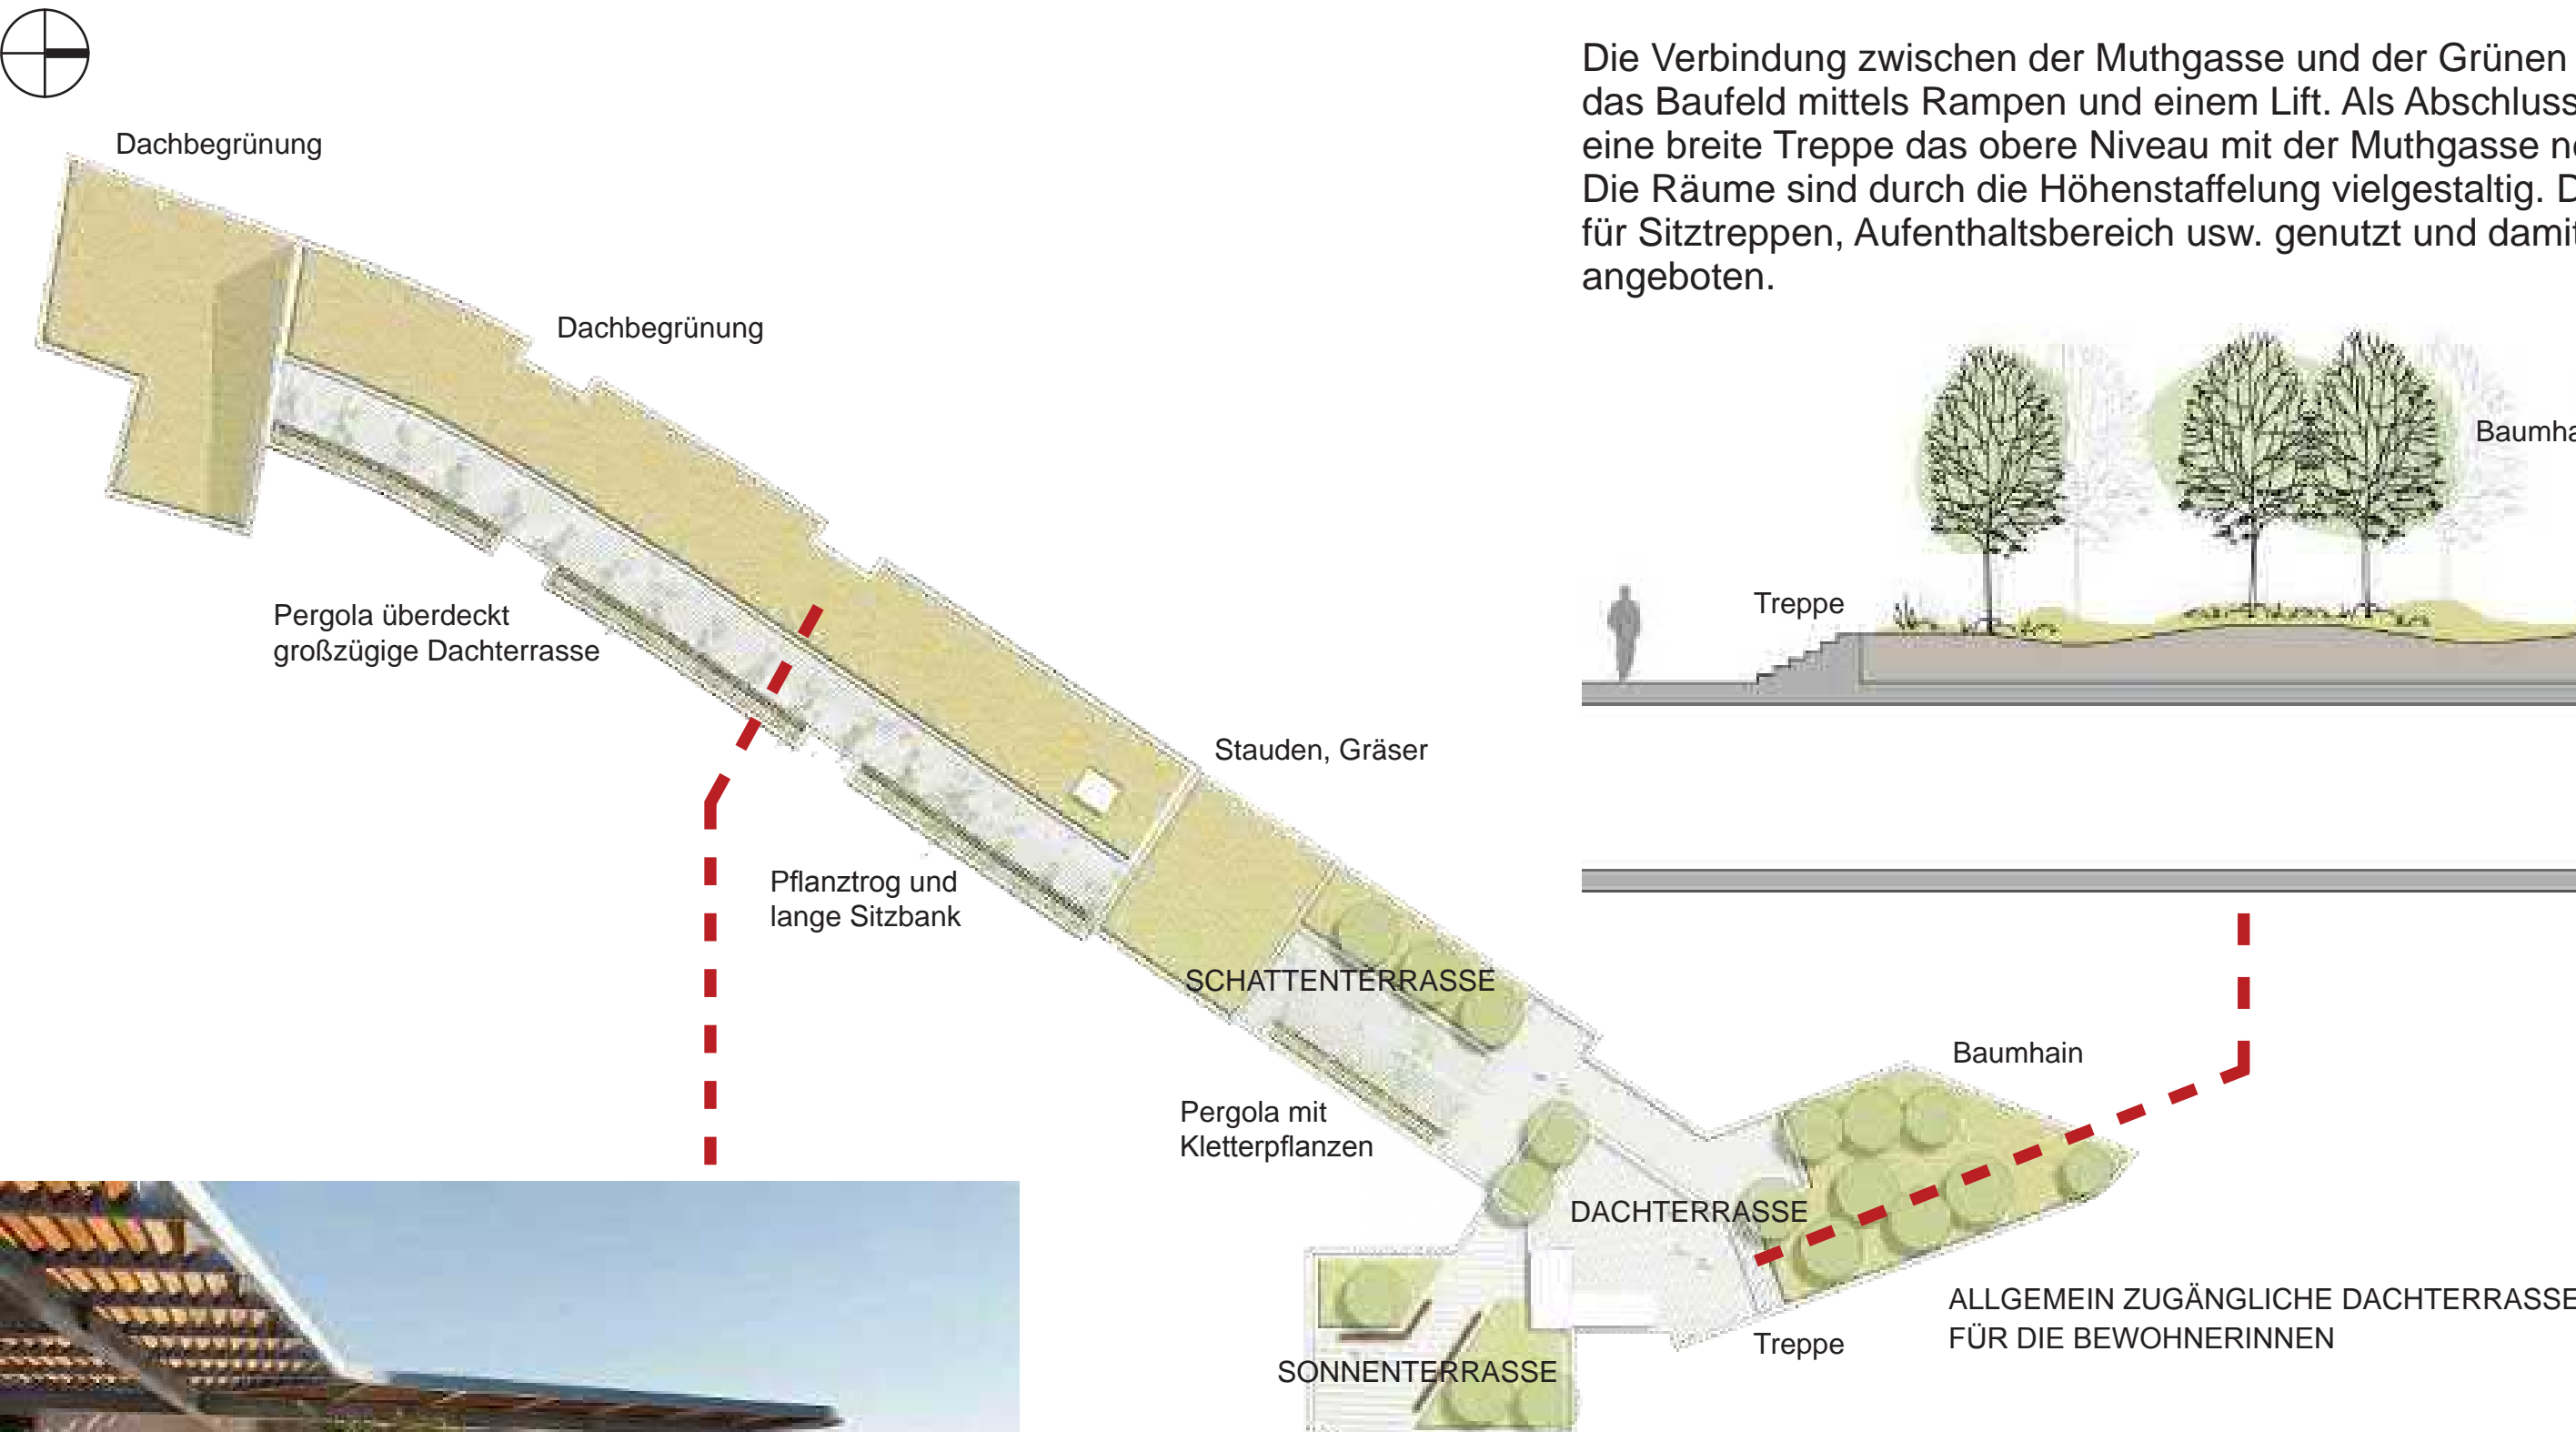 Die Verbindung zwischen der Muthgasse und der Grünen
das Baufeld mittels Rampen und einem Lift. Als Abschluss
eine breite Treppe das obere Niveau mit der Muthgasse
Die Räume sind durch die Höhenstaffelung vielgestaltig.
für Sitztreppen, Aufenthaltsbereich usw. genutzt und damit
angeboten.
Dachbegrünung
Dachbegrünung
Treppe
Pergola überdeckt
großzügige Dachterrasse
Stauden, Gräser
Pflanztrog und
lange Sitzbank
SCHATTENTERRASSE
Baumhain
Pergola mit
Kletterpflanzen
DACHTERRASSE
ALLGEMEIN ZUGÄNGLICHE DACHTERRASSE
FÜR DIE BEWOHNERINNEN
Treppe
SONNENTERRASSE